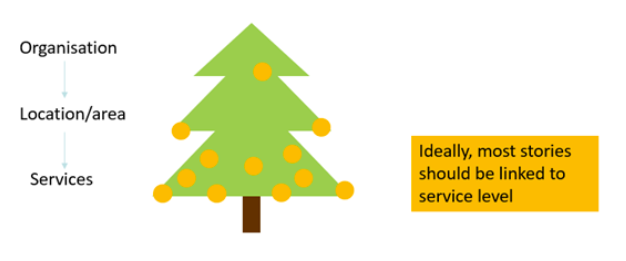 Organisation
Location/area
Services
Ideally, most stories
should be linked to
service level